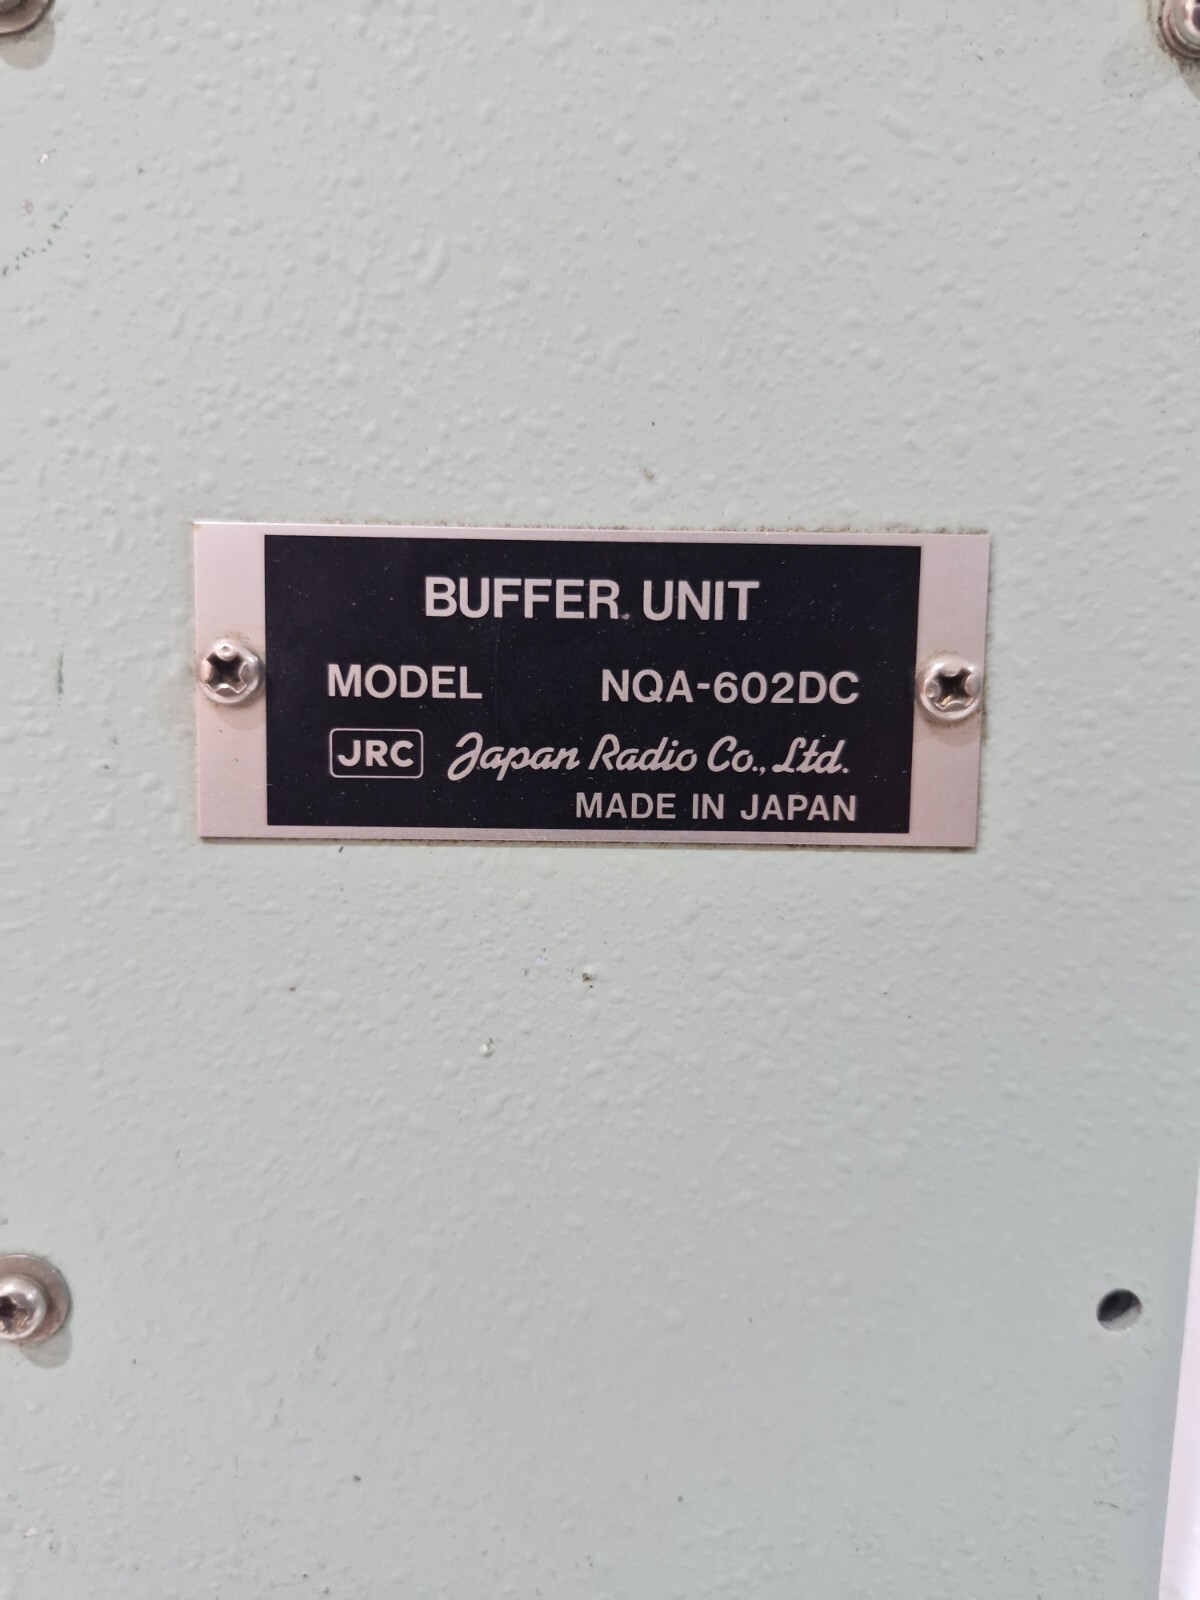 BUFFER UNIT
MODEL NQA-602DC
JRC Japan Radio Co., Ltd.
MADE IN JAPAN